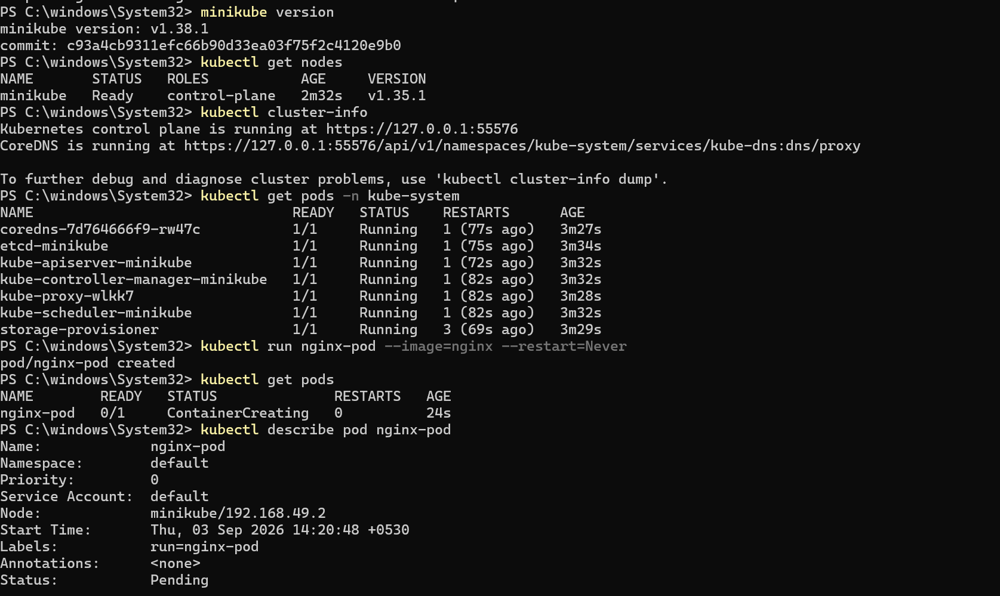 PS C:\windows\System32> minikube version
minikube version: v1.38.1
commit: c93a4cb9311efc66b90d33ea03f75f2c4120e9b0
PS C:\windows\System32> kubectl get nodes
NAME       STATUS   ROLES           AGE     VERSION
minikube   Ready    control-plane   2m32s   v1.35.1
PS C:\windows\System32> kubectl cluster-info
Kubernetes control plane is running at https://127.0.0.1:55576
CoreDNS is running at https://127.0.0.1:55576/api/v1/namespaces/kube-system/services/kube-dns:dns/proxy

To further debug and diagnose cluster problems, use 'kubectl cluster-info dump'.
PS C:\windows\System32> kubectl get pods -n kube-system
NAME                               READY   STATUS    RESTARTS      AGE
coredns-7d764666f9-rw47c           1/1     Running   1 (77s ago)   3m27s
etcd-minikube                      1/1     Running   1 (75s ago)   3m34s
kube-apiserver-minikube            1/1     Running   1 (72s ago)   3m32s
kube-controller-manager-minikube   1/1     Running   1 (82s ago)   3m32s
kube-proxy-wlkk7                   1/1     Running   1 (82s ago)   3m28s
kube-scheduler-minikube            1/1     Running   1 (82s ago)   3m32s
storage-provisioner                1/1     Running   3 (69s ago)   3m29s
PS C:\windows\System32> kubectl run nginx-pod --image=nginx --restart=Never
pod/nginx-pod created
PS C:\windows\System32> kubectl get pods
NAME        READY   STATUS              RESTARTS   AGE
nginx-pod   0/1     ContainerCreating   0          24s
PS C:\windows\System32> kubectl describe pod nginx-pod
Name:             nginx-pod
Namespace:        default
Priority:         0
Service Account:  default
Node:             minikube/192.168.49.2
Start Time:       Thu, 03 Sep 2026 14:20:48 +0530
Labels:           run=nginx-pod
Annotations:      <none>
Status:           Pending